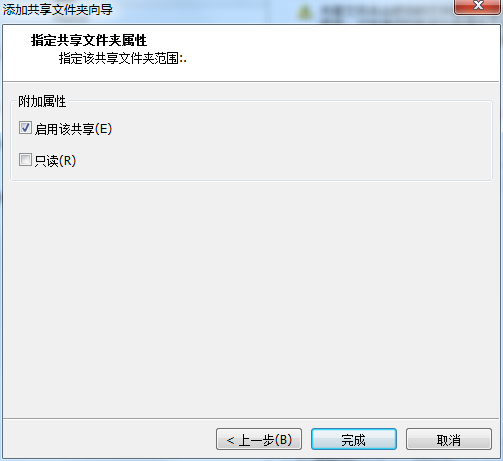 添加共享文件夹向导
指定共享文件夹属性
指定该共享文件夹范围:.
附加属性
启用该共享(E)
只读(R)
< 上一步(B)
完成
取消